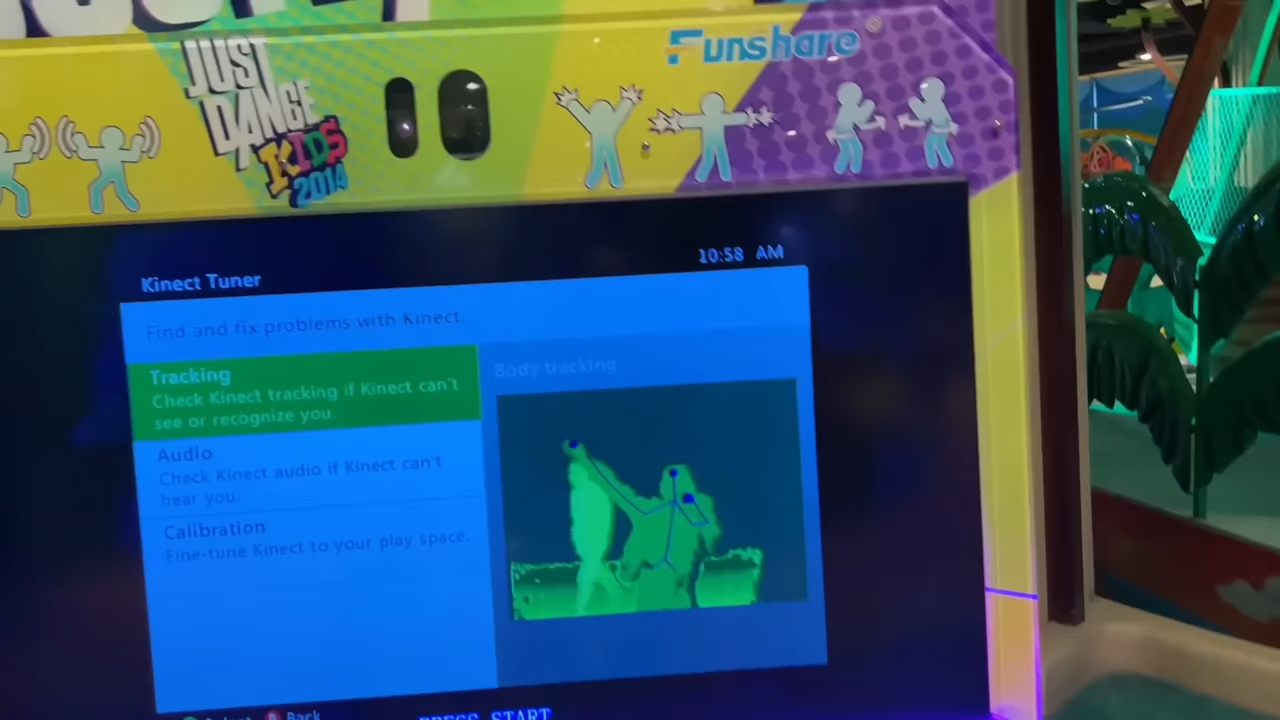 JUST
DANCE
KIDS
2014
Funshare
Kinect Tuner
10:58 AM
Find and fix problems with Kinect.
Tracking
Check Kinect tracking if Kinect can't
see or recognize you.
Body tracking
Audio
Check Kinect audio if Kinect can't
hear you.
Calibration
Fine-tune Kinect to your play space.
Select Back
PRESS START